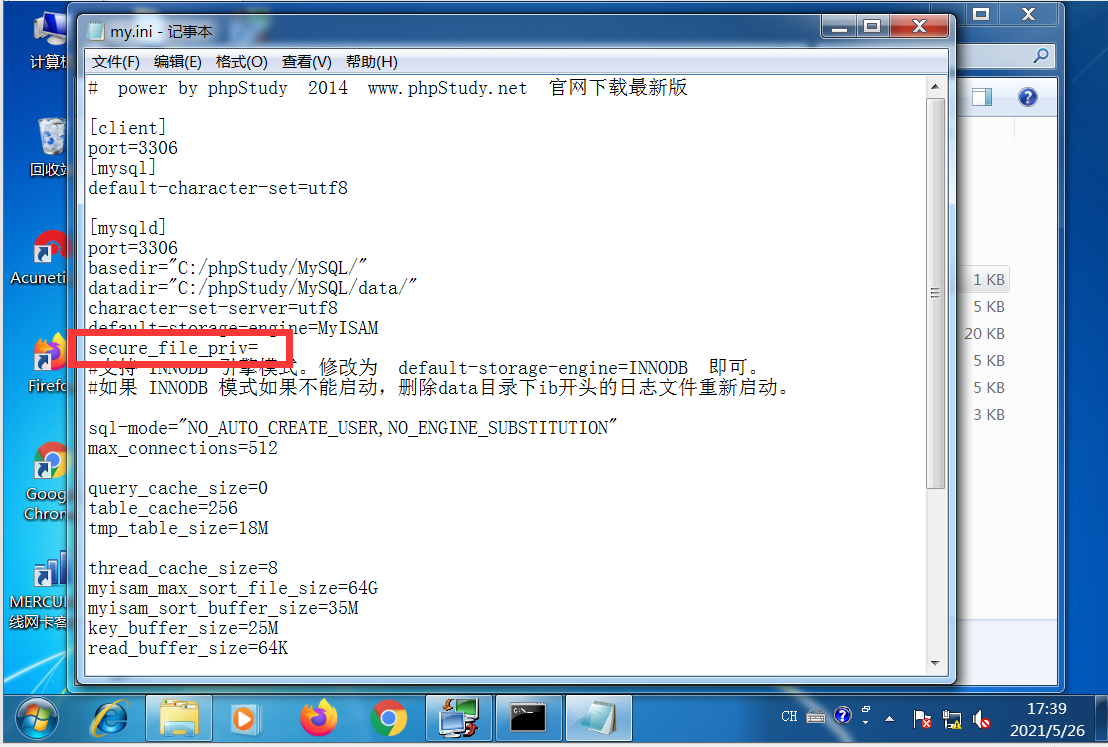 my.ini - 记事本
文件(F) 编辑(E) 格式(O) 查看(V) 帮助(H)
# power by phpStudy 2014 www.phpStudy.net 官网下载最新版
[client]
port=3306
[mysql]
default-character-set=utf8
[mysqld]
port=3306
basedir="C:/phpStudy/MySQL/"
datadir="C:/phpStudy/MySQL/data/"
character-set-server=utf8
default-storage-engine=MyISAM
secure_file_priv=
#支持 INNODB 引擎模式。修改为 default-storage-engine=INNODB 即可。
#如果 INNODB 模式如果不能启动，删除data目录下ib开头的日志文件重新启动。
sql-mode="NO_AUTO_CREATE_USER,NO_ENGINE_SUBSTITUTION"
max_connections=512
query_cache_size=0
table_cache=256
tmp_table_size=18M
thread_cache_size=8
myisam_max_sort_file_size=64G
myisam_sort_buffer_size=35M
key_buffer_size=25M
read_buffer_size=64K
计算机
回收站
Acuneti
Firefo
Goog
Chrom
MERCU
线网卡客
1 KB
5 KB
20 KB
5 KB
5 KB
3 KB
CH
17:39
2021/5/26